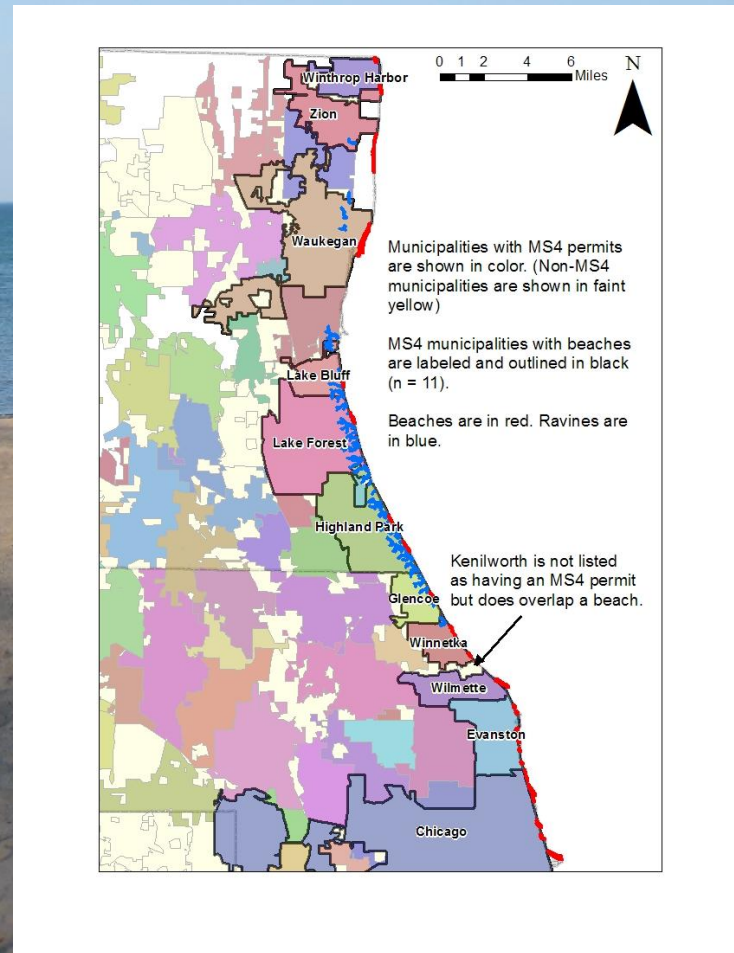 0 1 2 4 6
Miles
N
Winthrop Harbor
Zion
Waukegan
Municipalities with MS4 permits
are shown in color. (Non-MS4
municipalities are shown in faint
yellow)
MS4 municipalities with beaches
are labeled and outlined in black
(n = 11).
Beaches are in red. Ravines are
in blue.
Lake Bluff
Lake Forest
Highland Park
Kenilworth is not listed
as having an MS4 permit
but does overlap a beach.
Glencoe
Winnetka
Wilmette
Evanston
Chicago